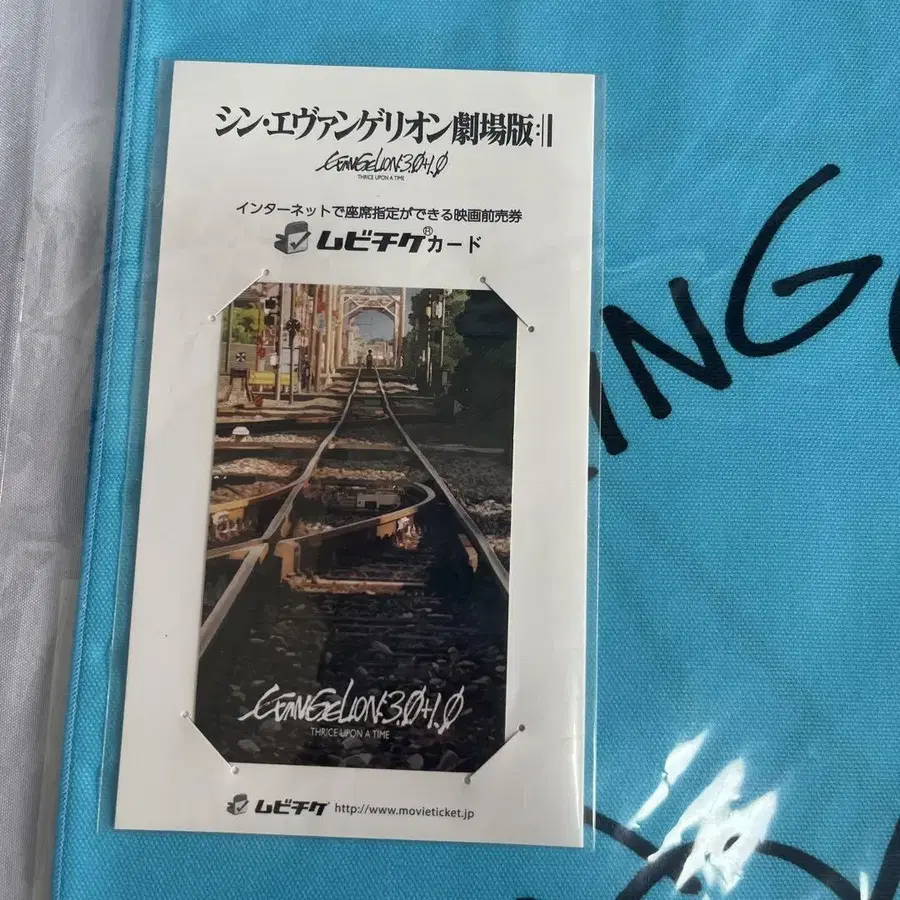 シン・エヴァンゲリオン劇場版:||
EVANGELION:3.0+1.0
THRICE UPON A TIME
インターネットで座席指定ができる映画前売券
ムビチケ®カード
EVANGELION:3.0+1.0
THRICE UPON A TIME
ムビチケ http://www.movieticket.jp
ING